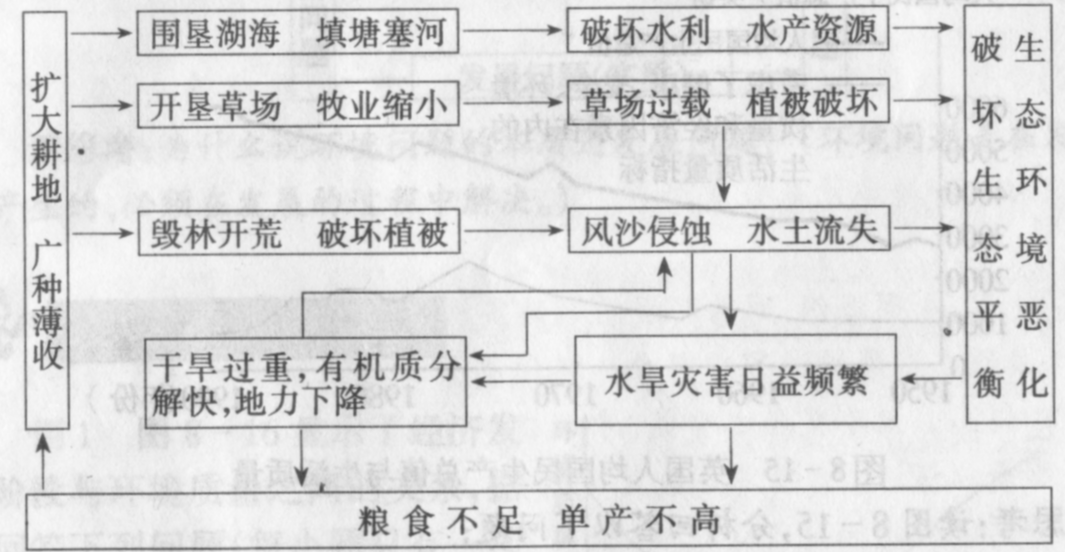 扩大耕地 广种薄收
围垦湖海 填塘塞河
破坏水利 水产资源
开垦草场 牧业缩小
草场过载 植被破坏
毁林开荒 破坏植被
风沙侵蚀 水土流失
破坏生态平衡
生态环境恶化
干旱过重,有机质分
解快,地力下降
水旱灾害日益频繁
粮食不足 单产不高